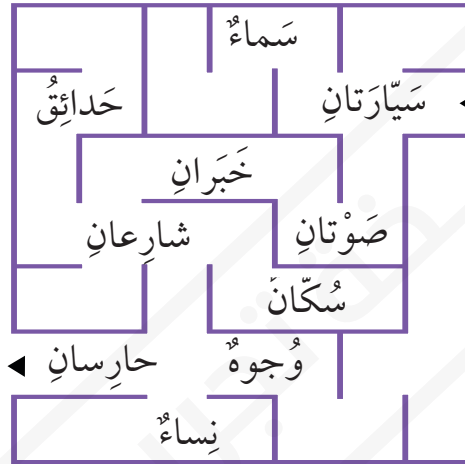 سَماءٌ
سَيّارَتانِ حَدائِقُ
خَبَرانِ
صَوْتانِ شارِعانِ
سُكّانٌ
وُجوهٌ حارِسانِ
نِساءٌ